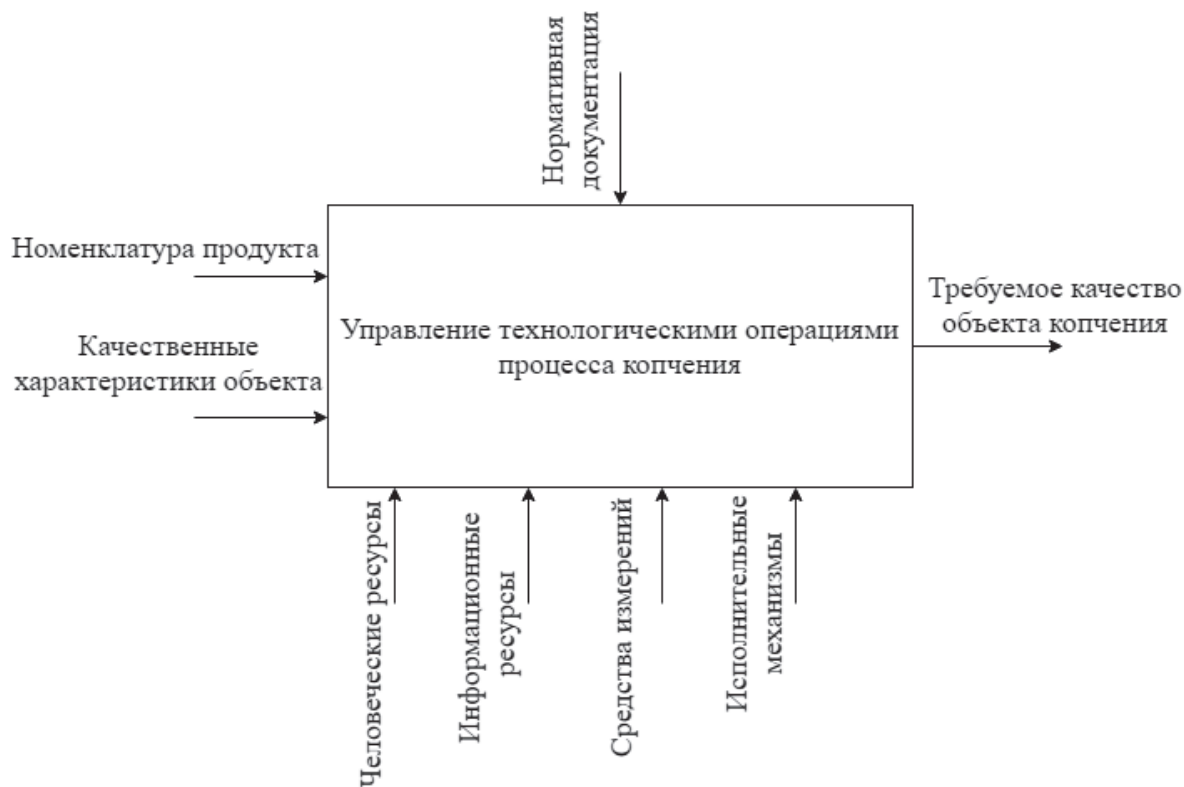 Нормативная
документация
Номенклатура продукта
Качественные
характеристики объекта
Управление технологическими операциями
процесса копчения
Требуемое качество
объекта копчения
Человеческие ресурсы
Информационные
ресурсы
Средства измерений
Исполнительные
механизмы